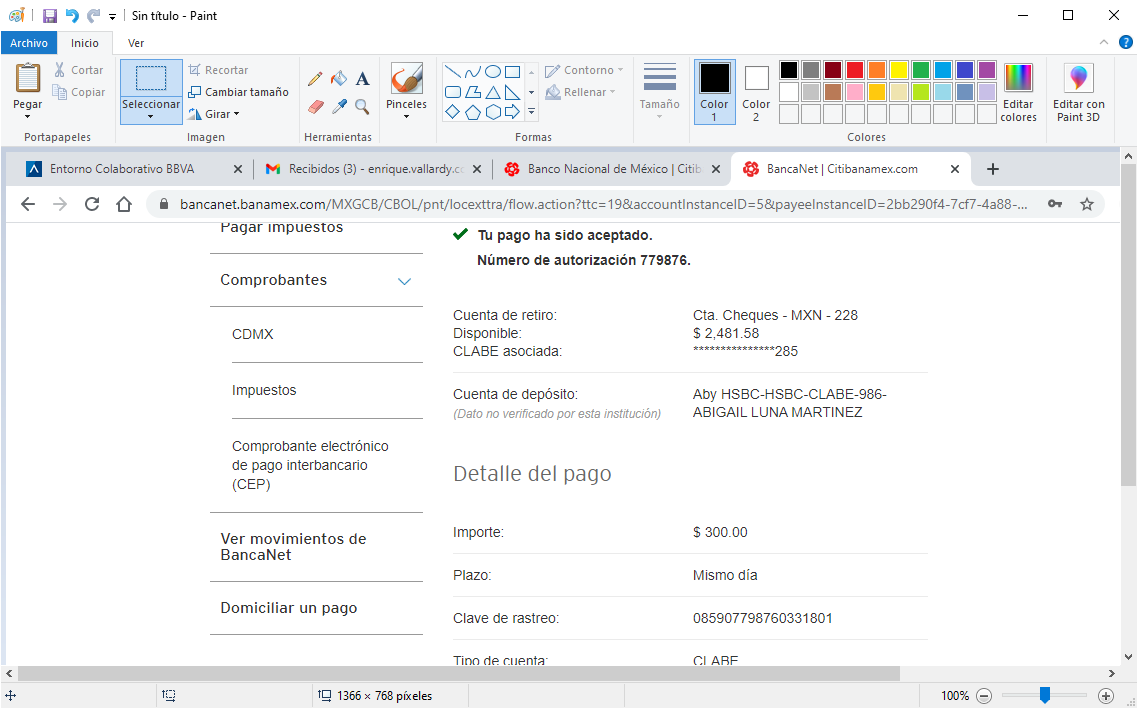 Sin título - Paint
Archivo Inicio Ver
Pegar
Cortar
Copiar
Portapapeles
Seleccionar
Recortar
Cambiar tamaño
Girar
Imagen
A
Herramientas
Pinceles
Contorno
Rellenar
Formas
Tamaño
Color 1
Color 2
Editar colores
Colores
Editar con Paint 3D
Entorno Colaborativo BBVA
Recibidos (3) - enrique.vallardy.co
Banco Nacional de México | Citib
BancaNet | Citibanamex.com
bancanet.banamex.com/MXGCB/CBOL/pnt/locexttra/flow.action?ttc=19&accountInstanceID=5&payeeInstanceID=2bb290f4-7cf7-4a88-...
Pagar impuestos
Comprobantes
CDMX
Impuestos
Comprobante electrónico
de pago interbancario
(CEP)
Ver movimientos de
BancaNet
Domiciliar un pago
Tu pago ha sido aceptado.
Número de autorización 779876.
Cuenta de retiro: Cta. Cheques - MXN - 228
Disponible: $ 2,481.58
CLABE asociada: ***************285
Cuenta de depósito: Aby HSBC-HSBC-CLABE-986-
(Dato no verificado por esta institución) ABIGAIL LUNA MARTINEZ
Detalle del pago
Importe: $ 300.00
Plazo: Mismo día
Clave de rastreo: 085907798760331801
Tipo de cuenta: CLABE
1366 × 768 píxeles
100%